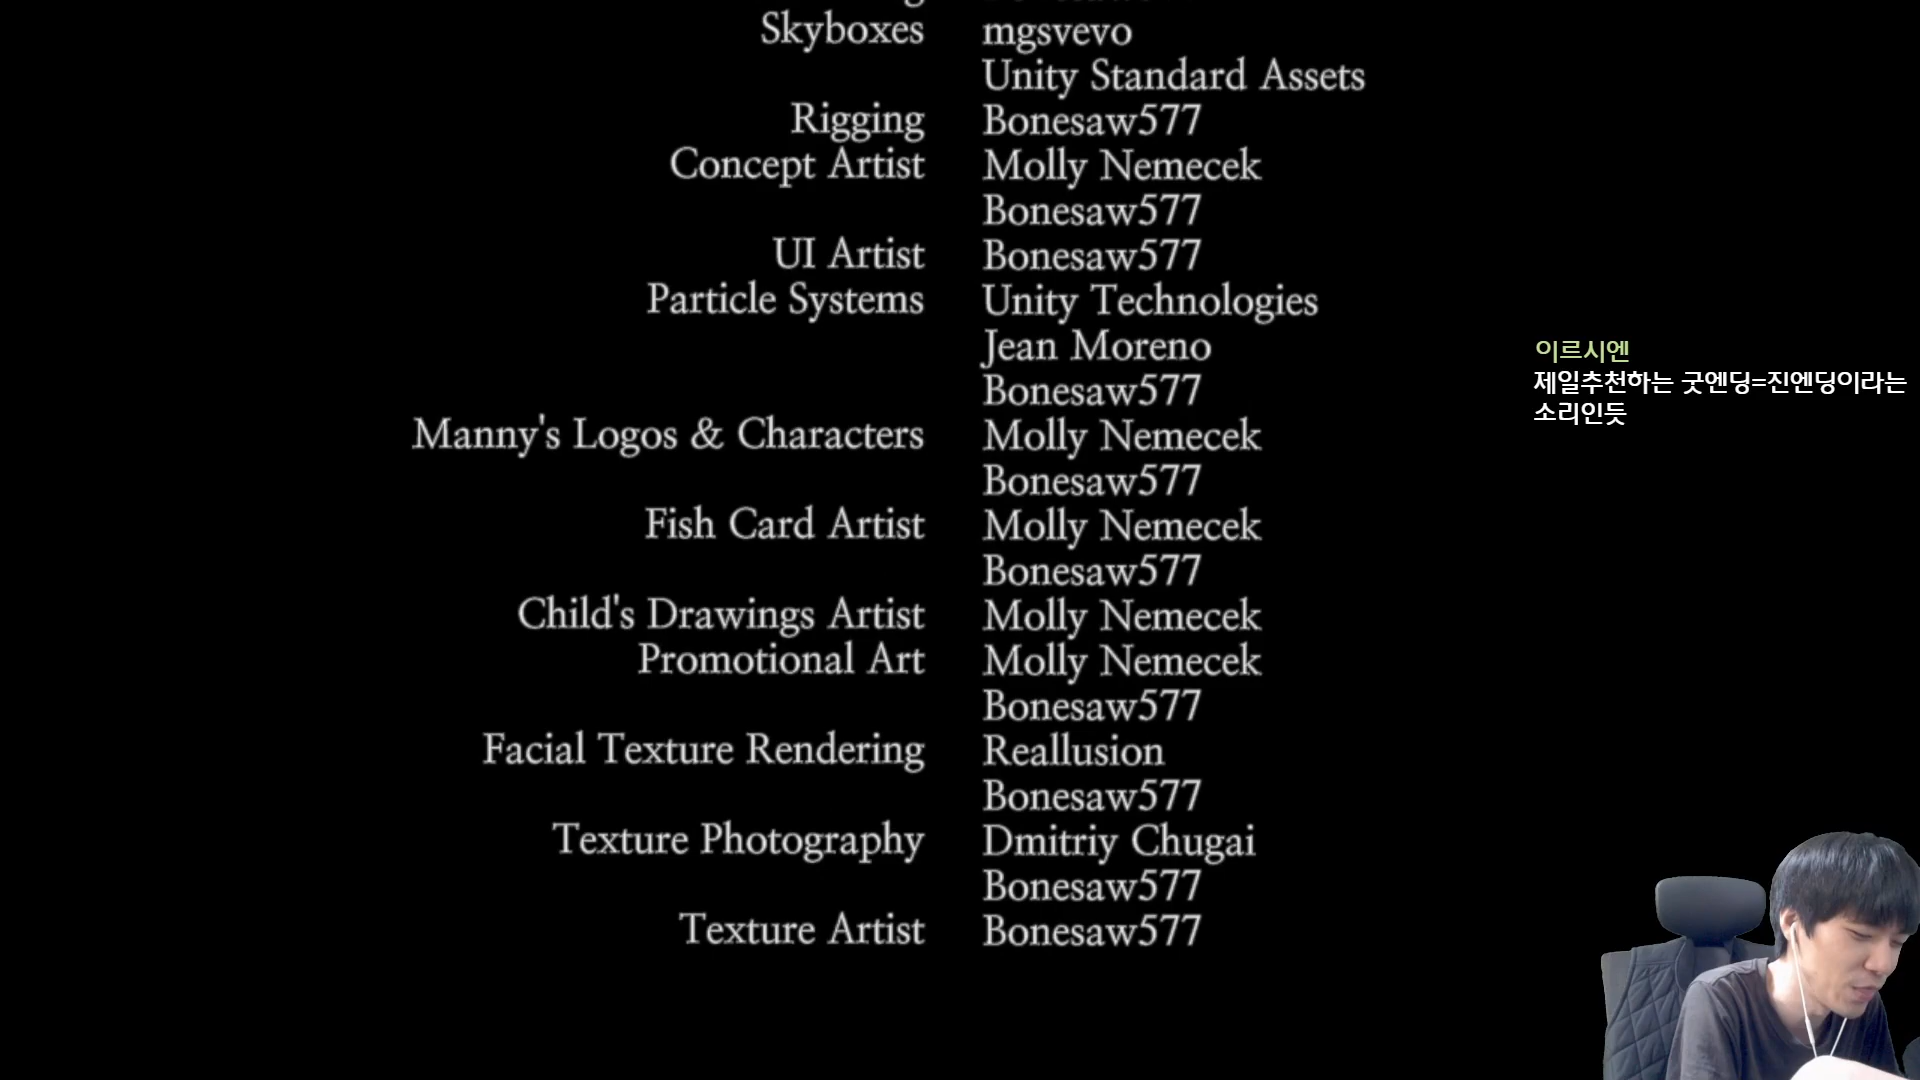 Skyboxes mgsvevo
Unity Standard Assets
Rigging Bonesaw577
Concept Artist Molly Nemecek
Bonesaw577
UI Artist Bonesaw577
Particle Systems Unity Technologies
Jean Moreno
Bonesaw577
Manny's Logos & Characters Molly Nemecek
Bonesaw577
Fish Card Artist Molly Nemecek
Bonesaw577
Child's Drawings Artist Molly Nemecek
Promotional Art Molly Nemecek
Bonesaw577
Facial Texture Rendering Reallusion
Bonesaw577
Texture Photography Dmitriy Chugai
Bonesaw577
Texture Artist Bonesaw577
이르시엔
제일추천하는 굿엔딩=진엔딩이라는
소리인듯